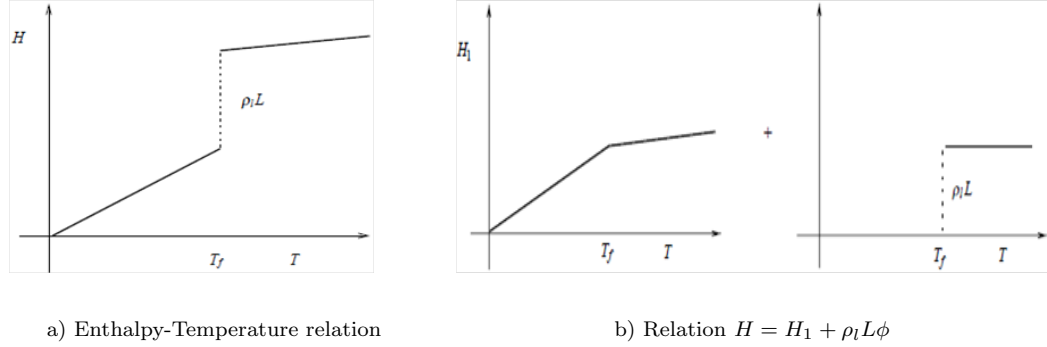 H
ρ_l L
T_f T
H_1
+
ρ_l L
T_f T
T_f T
a) Enthalpy-Temperature relation
b) Relation H = H_1 + ρ_l Lϕ